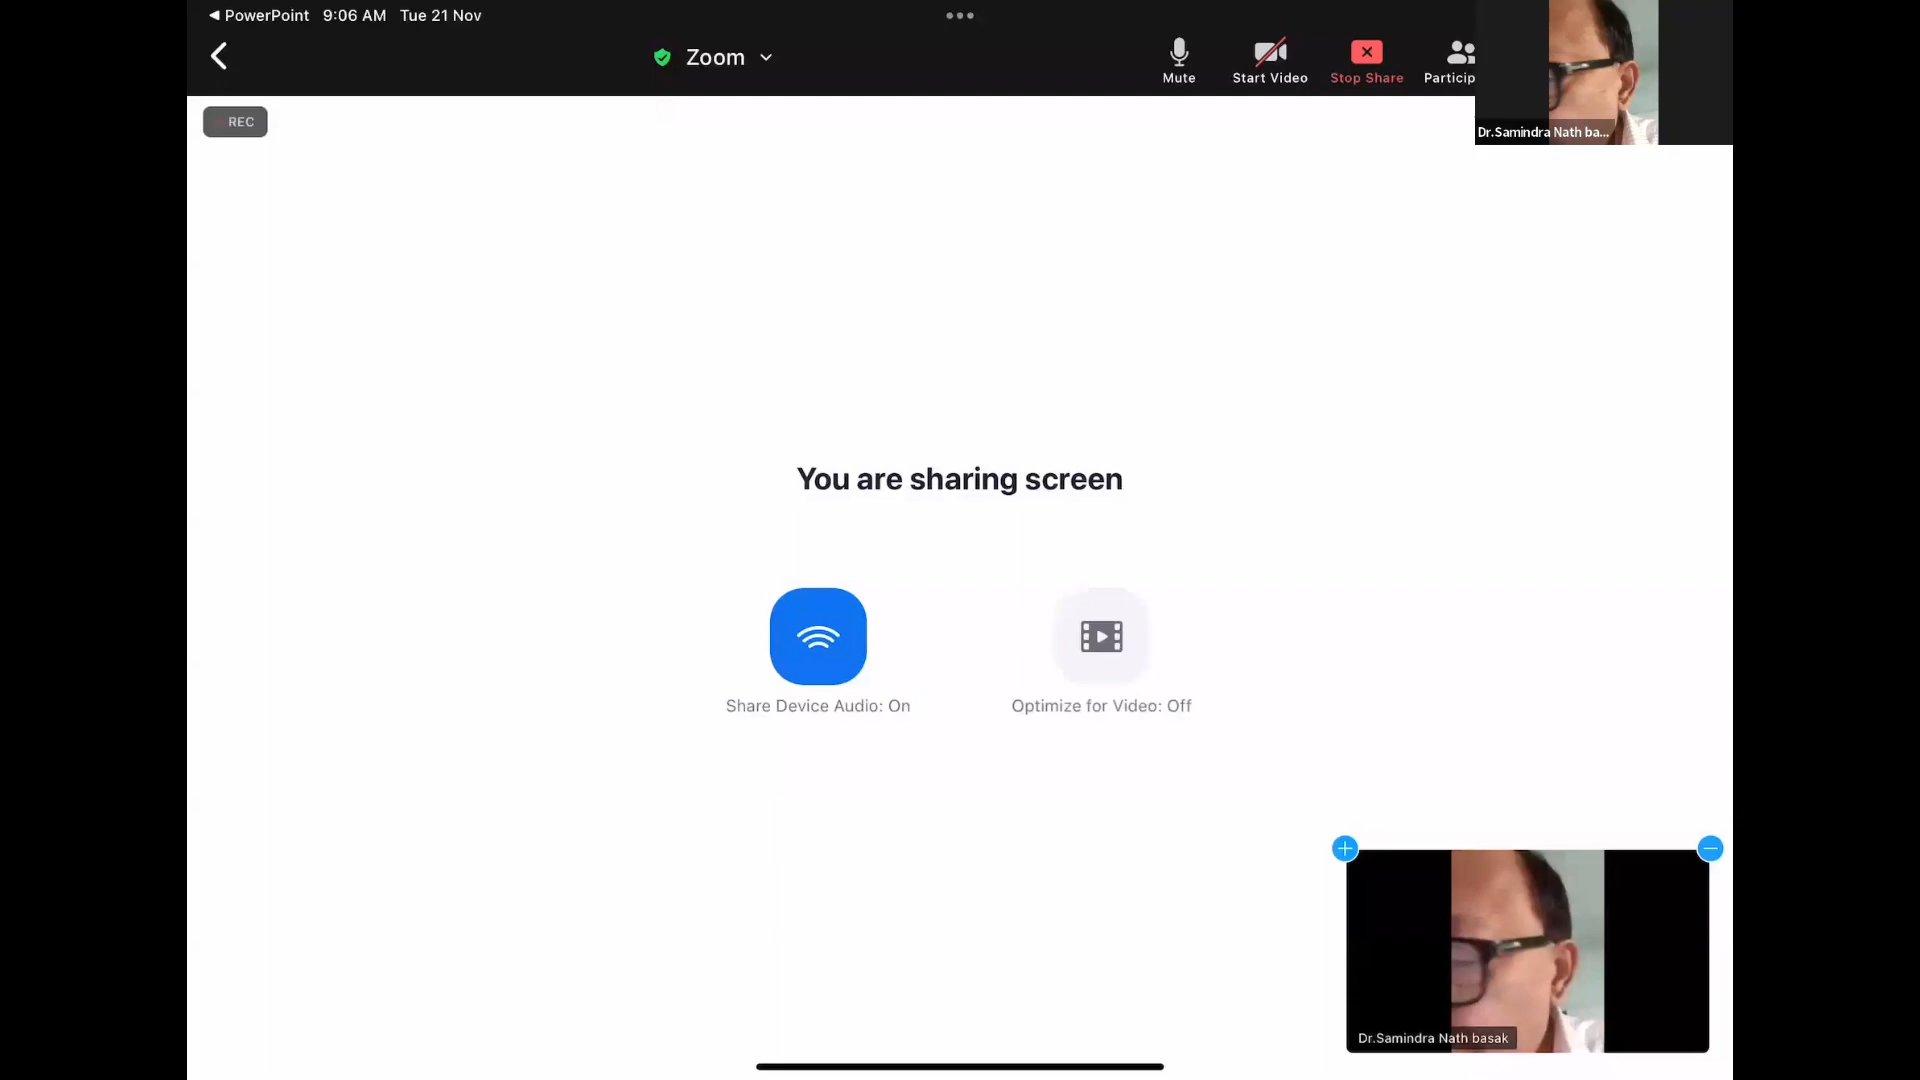 ◄ PowerPoint 9:06 AM Tue 21 Nov
Zoom
Mute
Start Video
Stop Share
Particip
Dr.Samindra Nath ba...
REC
You are sharing screen
Share Device Audio: On
Optimize for Video: Off
Dr.Samindra Nath basak